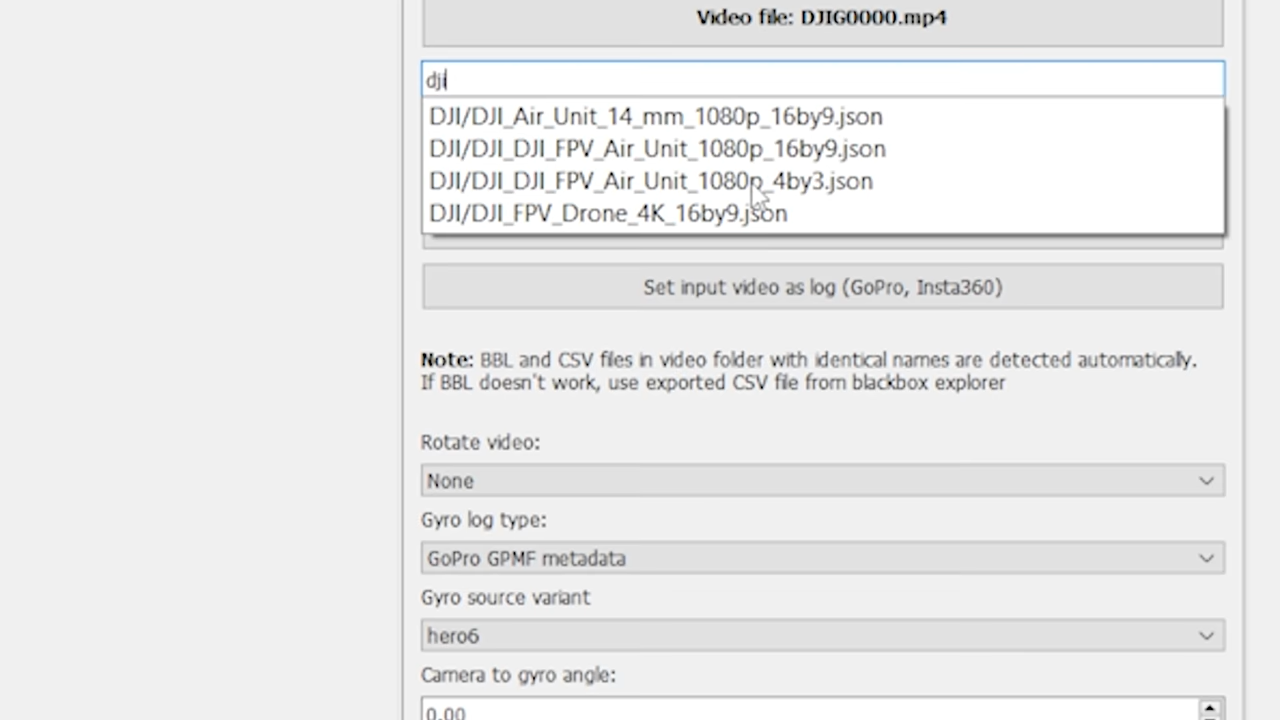 Video file: DJIG0000.mp4
dji
DJI/DJI_Air_Unit_14_mm_1080p_16by9.json
DJI/DJI_DJI_FPV_Air_Unit_1080p_16by9.json
DJI/DJI_DJI_FPV_Air_Unit_1080p_4by3.json
DJI/DJI_FPV_Drone_4K_16by9.json
Set input video as log (GoPro, Insta360)
Note: BBL and CSV files in video folder with identical names are detected automatically.
If BBL doesn't work, use exported CSV file from blackbox explorer
Rotate video:
None
Gyro log type:
GoPro GPMF metadata
Gyro source variant
hero6
Camera to gyro angle:
0.00